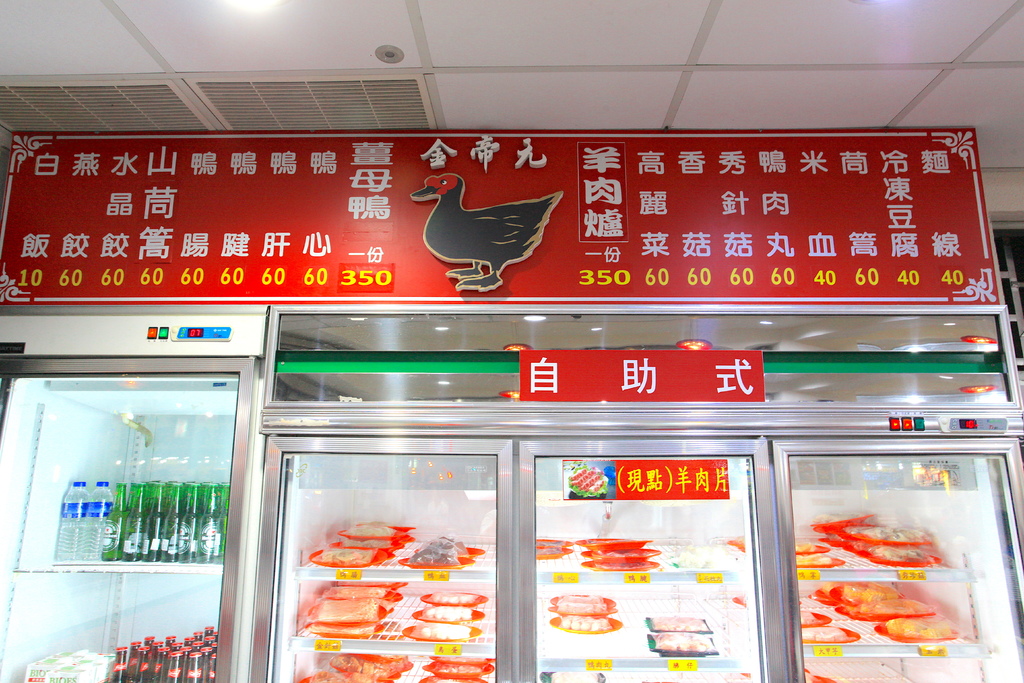 金帝九
薑母鴨 一份 350
鴨心 60
鴨肝 60
鴨腱 60
鴨腸 60
山茼蒿 60
水晶餃 60
燕餃 60
白飯 10
羊肉爐 一份 350
高麗菜 60
香菇 60
秀針菇 60
鴨肉丸 60
米血 40
茼蒿 60
冷凍豆腐 40
麵線 40
自助式
(現點)羊肉片